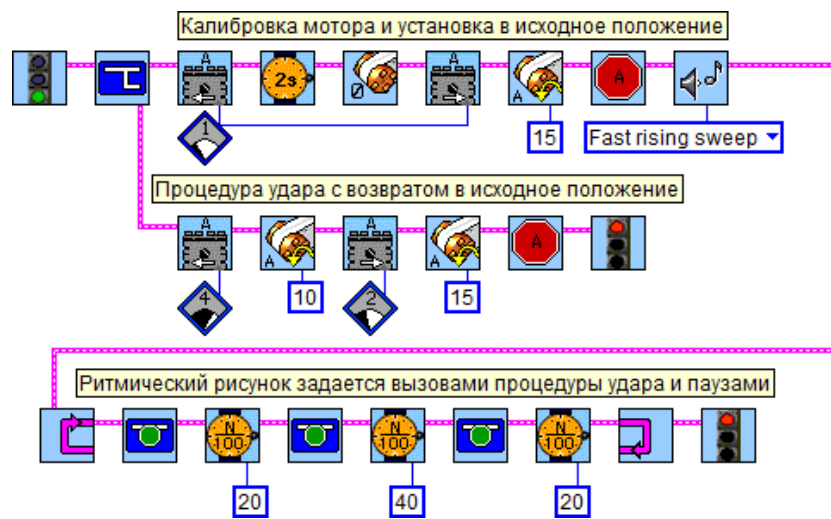 Калибровка мотора и установка в исходное положение
A 2s Ø A A A
1 15 Fast rising sweep
Процедура удара с возвратом в исходное положение
A A A A A
4 10 2 15
Ритмический рисунок задается вызовами процедуры удара и паузами
N/100 N/100 N/100
20 40 20